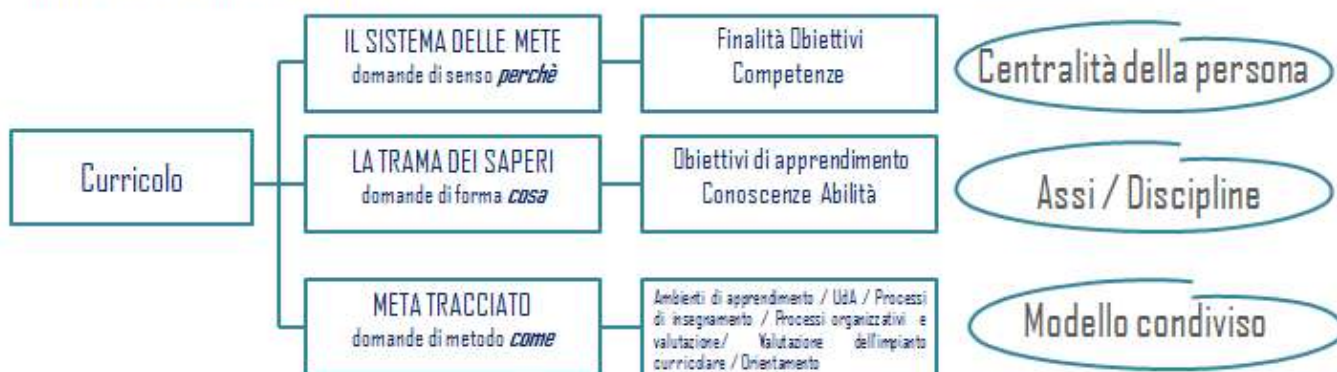 Curricolo
IL SISTEMA DELLE METE
domande di senso perchè
Finalità Obiettivi
Competenze
Centralità della persona
LA TRAMA DEI SAPERI
domande di forma cosa
Obiettivi di apprendimento
Conoscenze Abilità
Assi / Discipline
META TRACCIATO
domande di metodo come
Ambienti di apprendimento / UdA / Processi
di insegnamento / Processi organizzativi e
valutazione/ Valutazione dell'impianto
curricolare / Orientamento
Modello condiviso